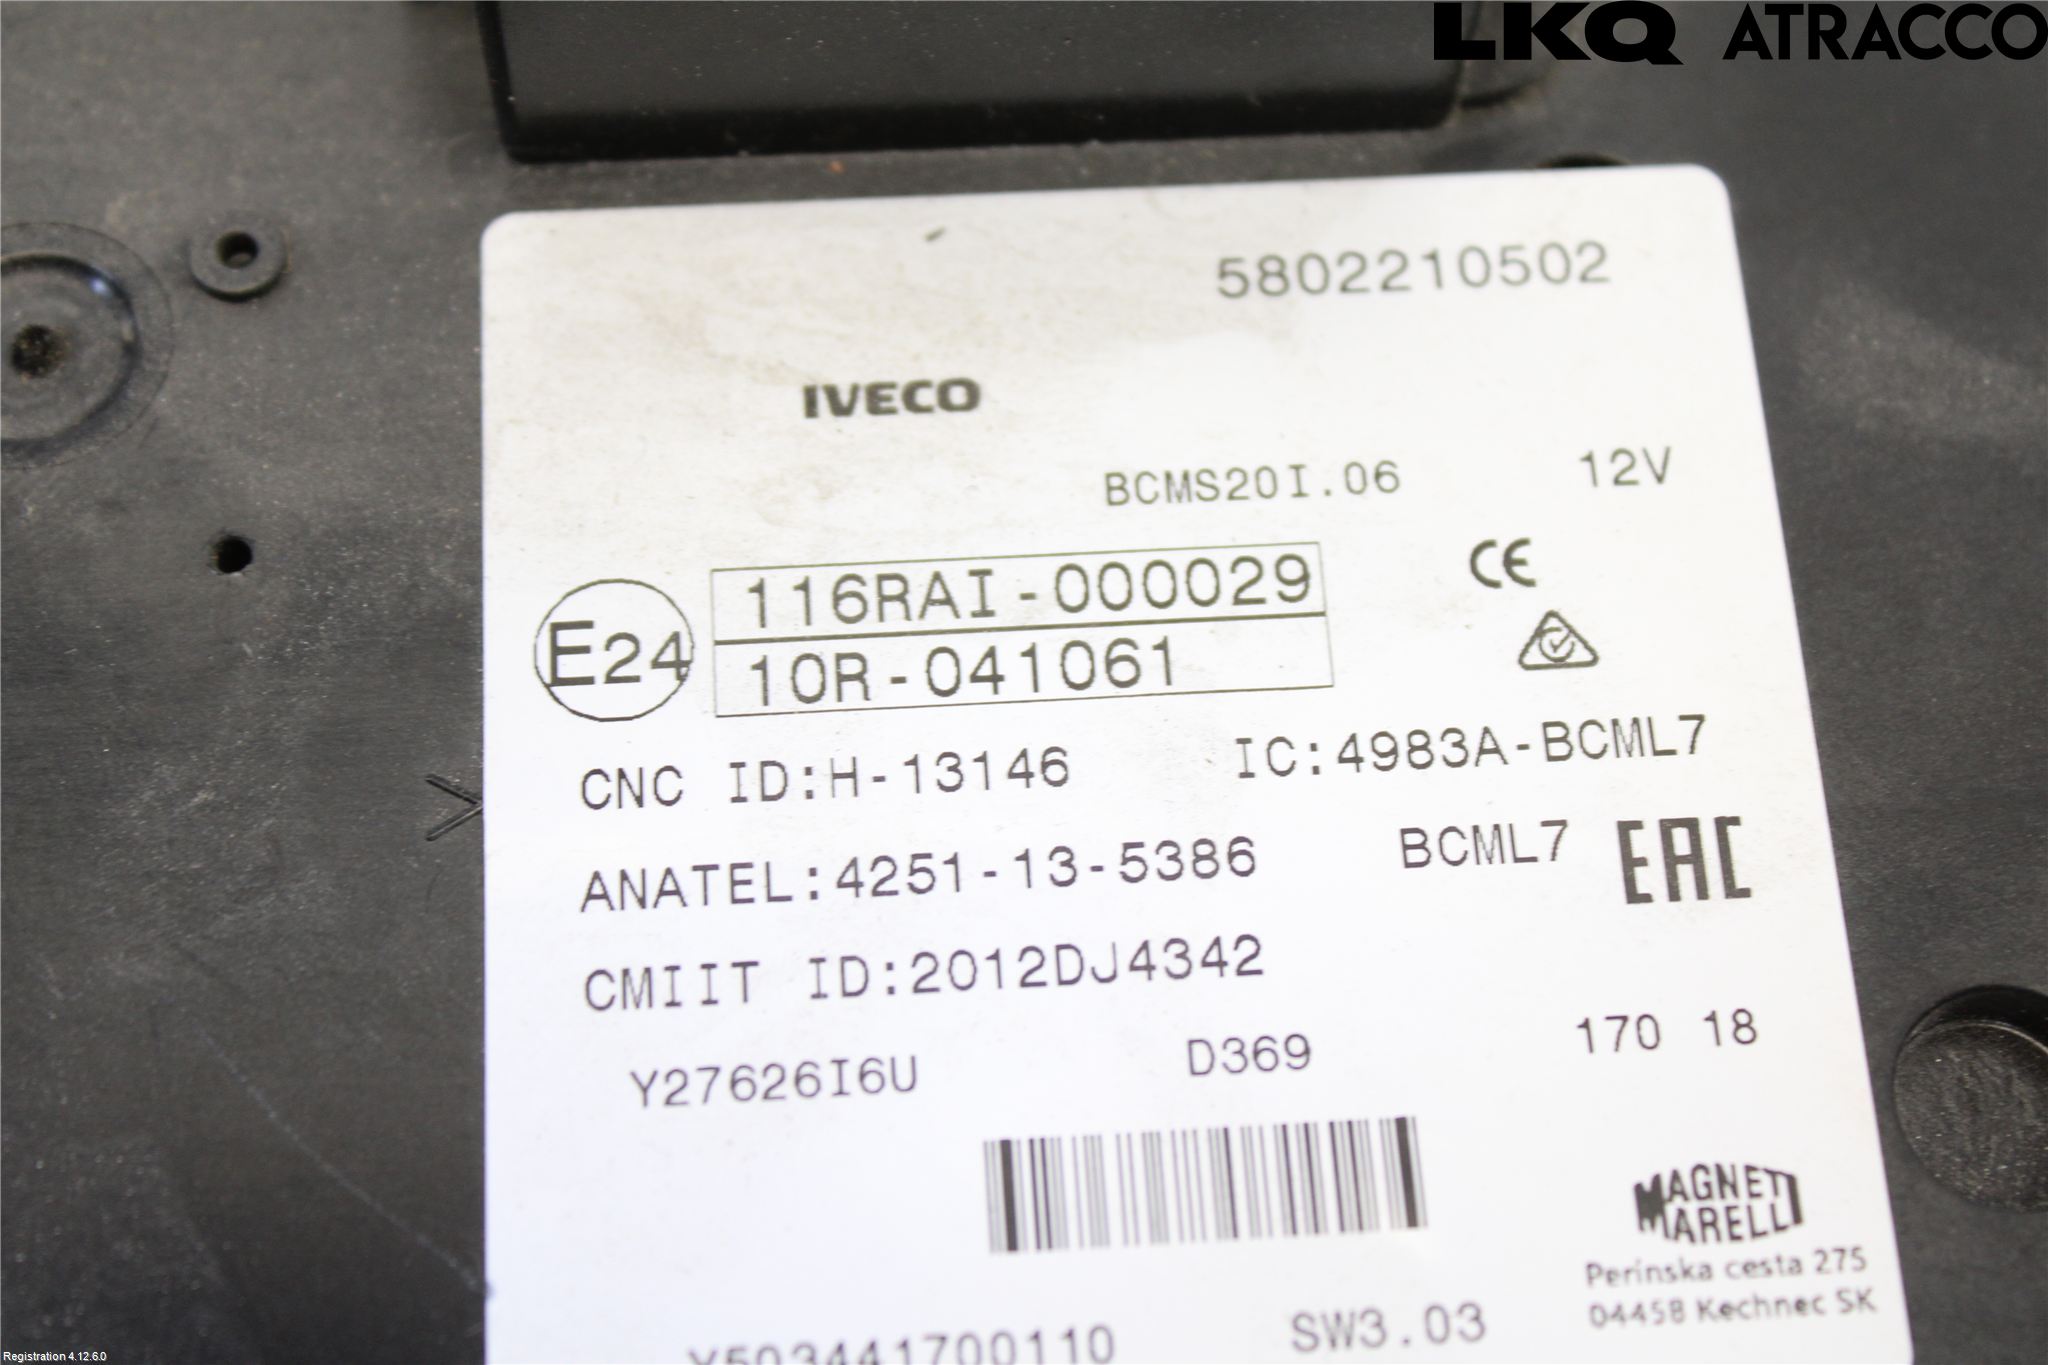 LKQ ATRACCO
5802210502
IVECO
BCMS20I.06 12V
CE
E24 116RAI-000029
10R-041061
CNC ID:H-13146 IC:4983A-BCML7
ANATEL:4251-13-5386 BCML7 EAC
CMIIT ID:2012DJ4342
Y27626I6U D369 170 18
MAGNETI
MARELLI
Perinska cesta 275
04458 Kechnec SK
Y503441700110 SW3.03
Registration 4.12.6.0